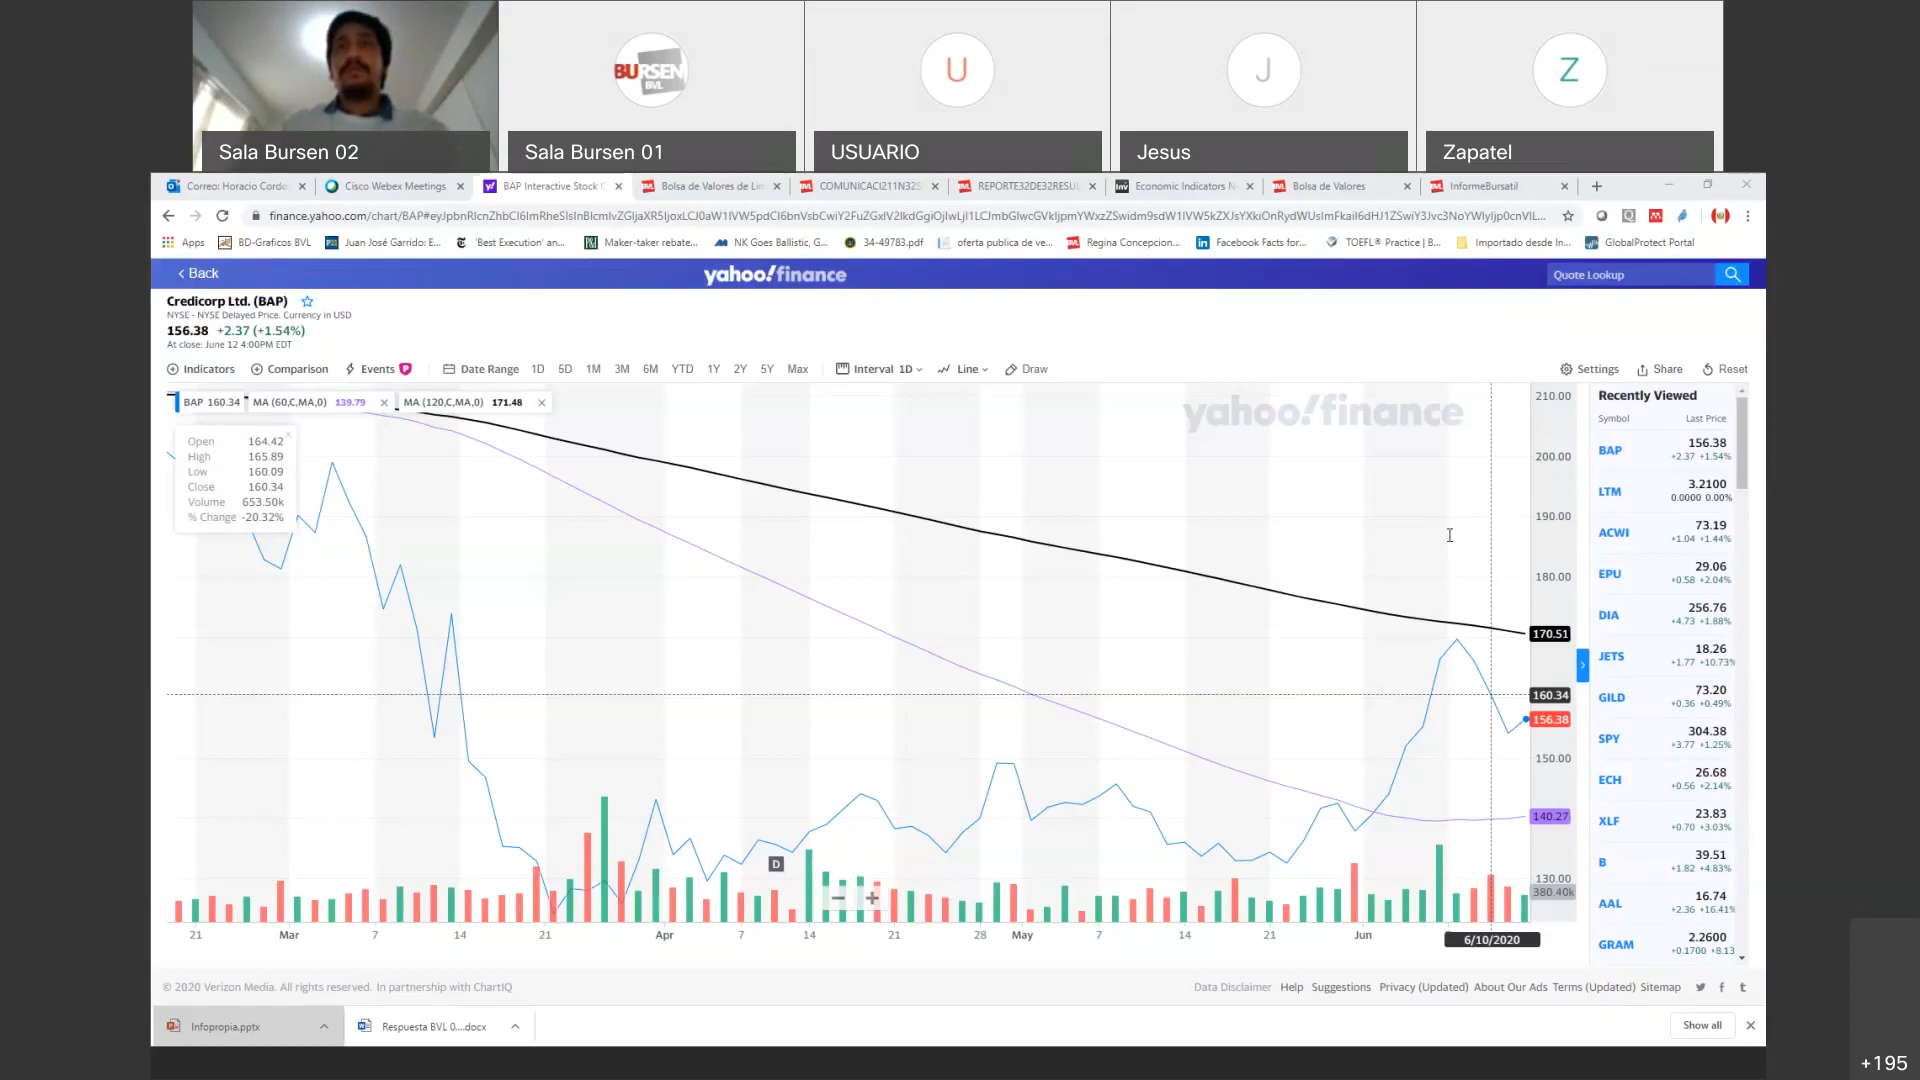 BURSEN
BVL
U
J
Z
Sala Bursen 02
Sala Bursen 01
USUARIO
Jesus
Zapatel
Correo: Horacio Cordo
Cisco Webex Meetings
BAP Interactive Stock C
Bolsa de Valores de Lin
COMUNICACI211N32S
REPORTE32DE32RESUL
Economic Indicators N
Bolsa de Valores
InformeBursatil
Apps
BD-Graficos BVL
Juan José Garrido: E...
'Best Execution' an...
Maker-taker rebate...
NK Goes Ballistic, G...
34-49783.pdf
oferta publica de ve...
Regina Concepcion...
Facebook Facts for...
TOEFL® Practice | B...
Importado desde In...
GlobalProtect Portal
Back
yahoo!finance
Quote Lookup
Credicorp Ltd. (BAP)
NYSE - NYSE Delayed Price. Currency in USD
156.38 +2.37 (+1.54%)
At close: June 12 4:00PM EDT
Indicators
Comparison
Events
Date Range 1D 5D 1M 3M 6M YTD 1Y 2Y 5Y Max
Interval 1D
Line
Draw
Settings
Share
Reset
BAP 160.34
MA (60,C,MA,0) 139.79
MA (120,C,MA,0) 171.48
Open 164.42
High 165.89
Low 160.09
Close 160.34
Volume 653.50k
% Change -20.32%
yahoo!finance
210.00
200.00
190.00
180.00
170.51
160.34
156.38
150.00
140.27
130.00
380.40k
D
21 Mar 7 14 21 Apr 7 14 21 28 May 7 14 21 Jun 6/10/2020
Recently Viewed
Symbol Last Price
BAP 156.38
+2.37 +1.54%
LTM 3.2100
0.0000 0.00%
ACWI 73.19
+1.04 +1.44%
EPU 29.06
+0.58 +2.04%
DIA 256.76
+4.73 +1.88%
JETS 18.26
+1.77 +10.73%
GILD 73.20
+0.36 +0.49%
SPY 304.38
+3.77 +1.25%
ECH 26.68
+0.56 +2.14%
XLF 23.83
+0.70 +3.03%
B 39.51
+1.82 +4.83%
AAL 16.74
+2.36 +16.41%
GRAM 2.2600
+0.1700 +8.13
© 2020 Verizon Media. All rights reserved. In partnership with ChartIQ
Data Disclaimer Help Suggestions Privacy (Updated) About Our Ads Terms (Updated) Sitemap
Infopropia.pptx
Respuesta BVL 0....docx
Show all
+195